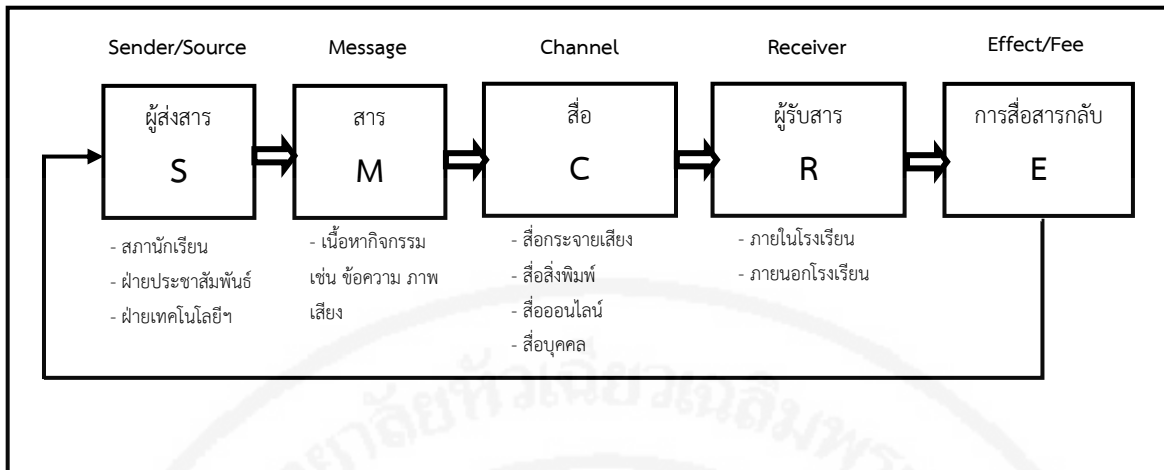 Sender/Source
Message
Channel
Receiver
Effect/Fee
ผู้ส่งสาร
S
สาร
M
สื่อ
C
ผู้รับสาร
R
การสื่อสารกลับ
E
- สภานักเรียน
- ฝ่ายประชาสัมพันธ์
- ฝ่ายเทคโนโลยีฯ
- เนื้อหากิจกรรม
เช่น ข้อความ ภาพ
เสียง
- สื่อกระจายเสียง
- สื่อสิ่งพิมพ์
- สื่อออนไลน์
- สื่อบุคคล
- ภายในโรงเรียน
- ภายนอกโรงเรียน